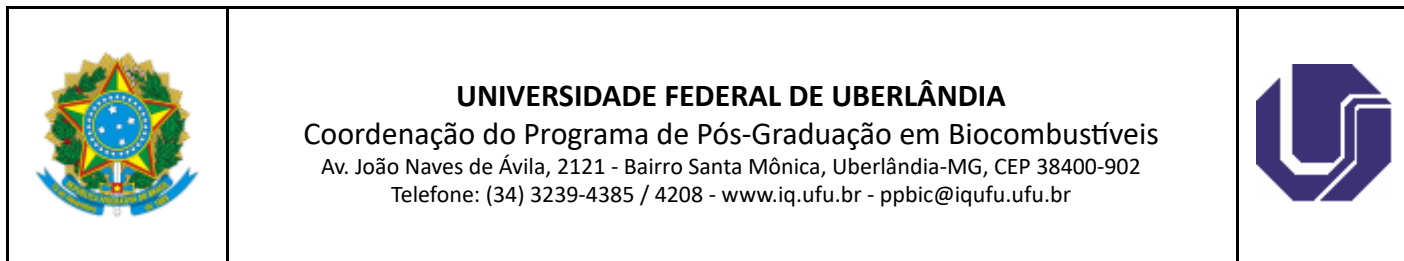 UNIVERSIDADE FEDERAL DE UBERLÂNDIA
Coordenação do Programa de Pós-Graduação em Biocombustíveis
Av. João Naves de Ávila, 2121 - Bairro Santa Mônica, Uberlândia-MG, CEP 38400-902
Telefone: (34) 3239-4385 / 4208 - www.iq.ufu.br - ppbic@iqufu.ufu.br